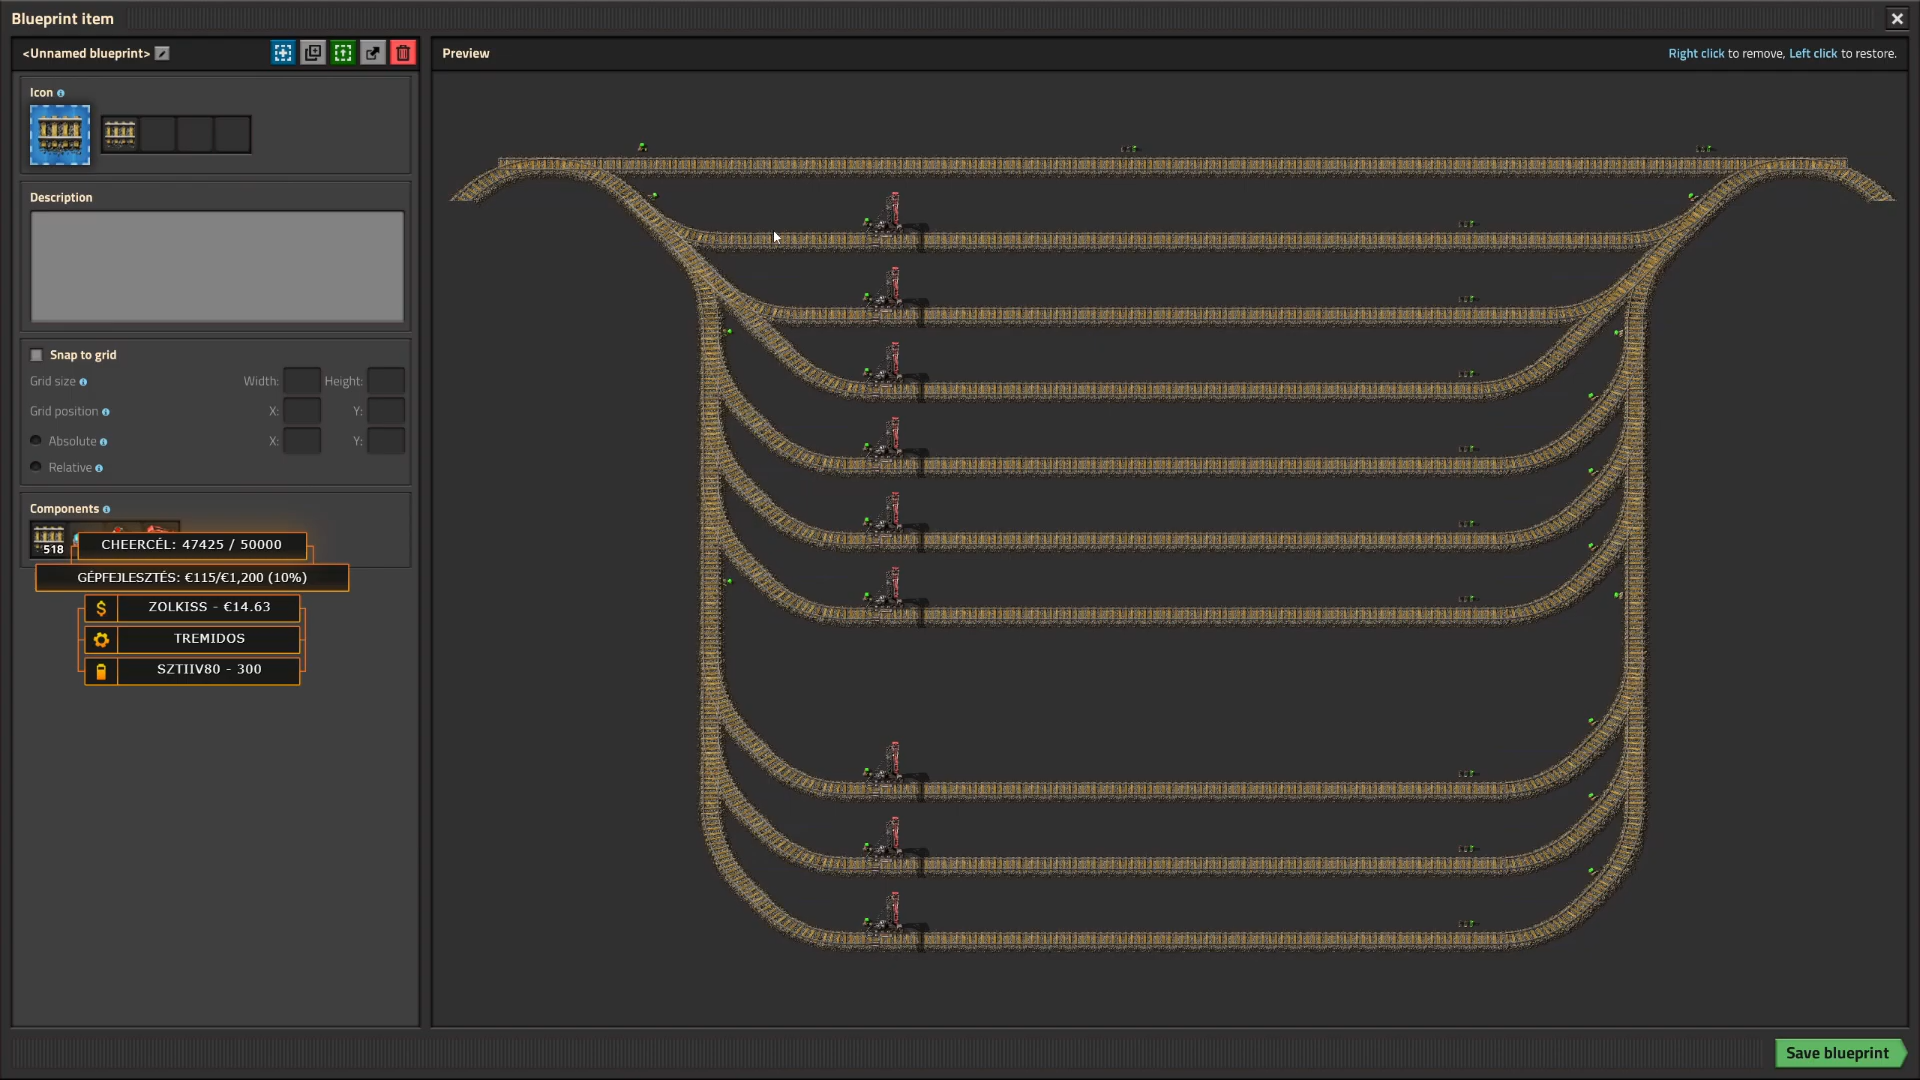 Blueprint item
<Unnamed blueprint>
Preview
Right click to remove, Left click to restore.
Icon
Description
Snap to grid
Grid size Width: Height:
Grid position X: Y:
Absolute X: Y:
Relative
Components
518
CHEERCÉL: 47425 / 50000
GÉPFEJLESZTÉS: €115/€1,200 (10%)
ZOLKISS - €14.63
TREMIDOS
SZTIIV80 - 300
Save blueprint